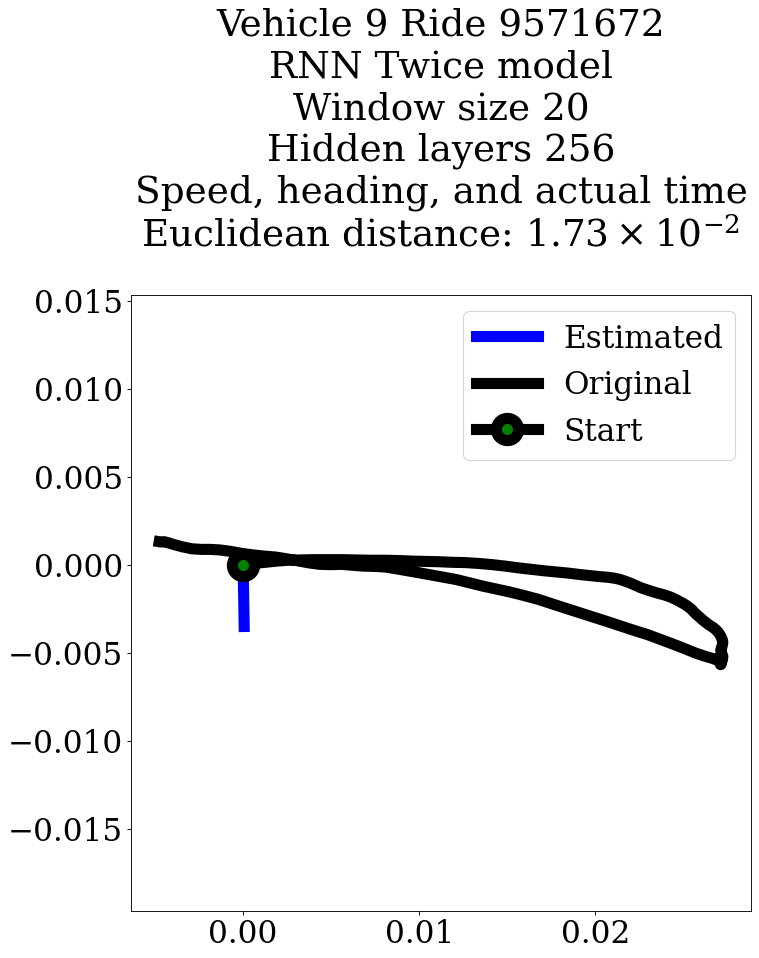 Vehicle 9 Ride 9571672
RNN Twice model
Window size 20
Hidden layers 256
Speed, heading, and actual time
Euclidean distance: 1.73 × 10⁻²
0.015
Estimated
0.010
Original
Start
0.005
0.000
−0.005
−0.010
−0.015
0.00 0.01 0.02